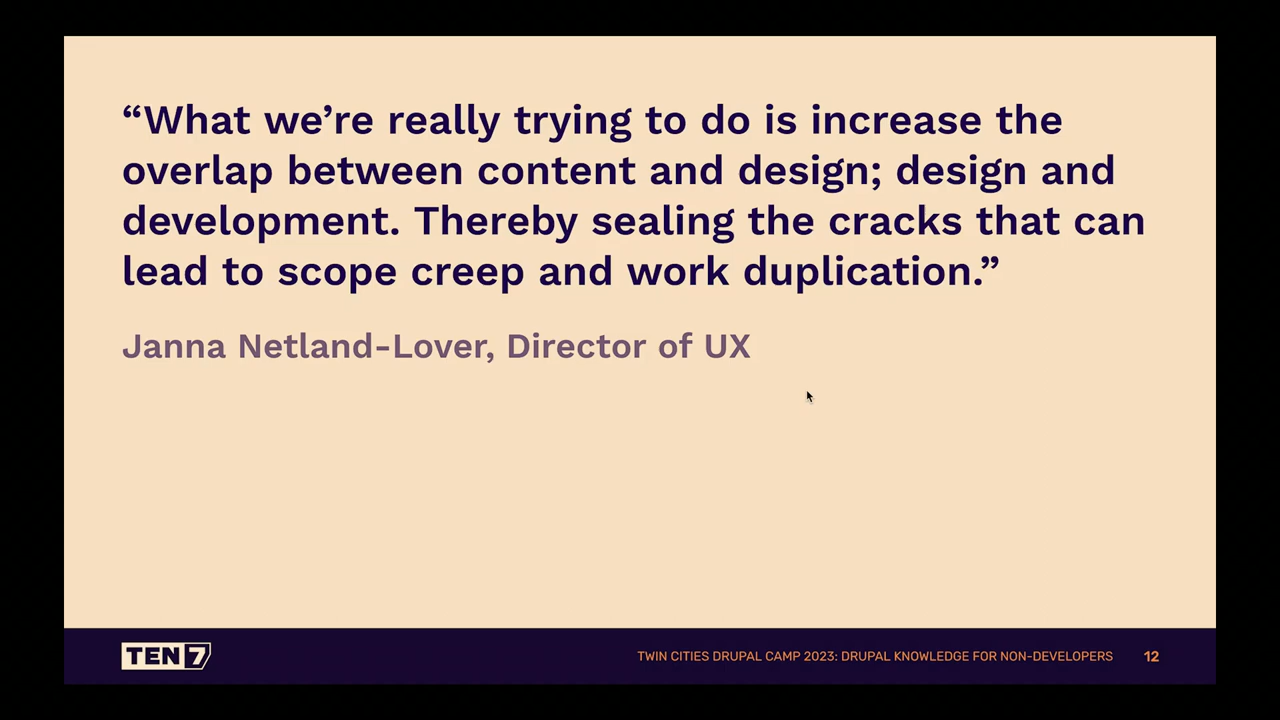 “What we’re really trying to do is increase the
overlap between content and design; design and
development. Thereby sealing the cracks that can
lead to scope creep and work duplication.”
Janna Netland-Lover, Director of UX
TEN7
TWIN CITIES DRUPAL CAMP 2023: DRUPAL KNOWLEDGE FOR NON-DEVELOPERS 12